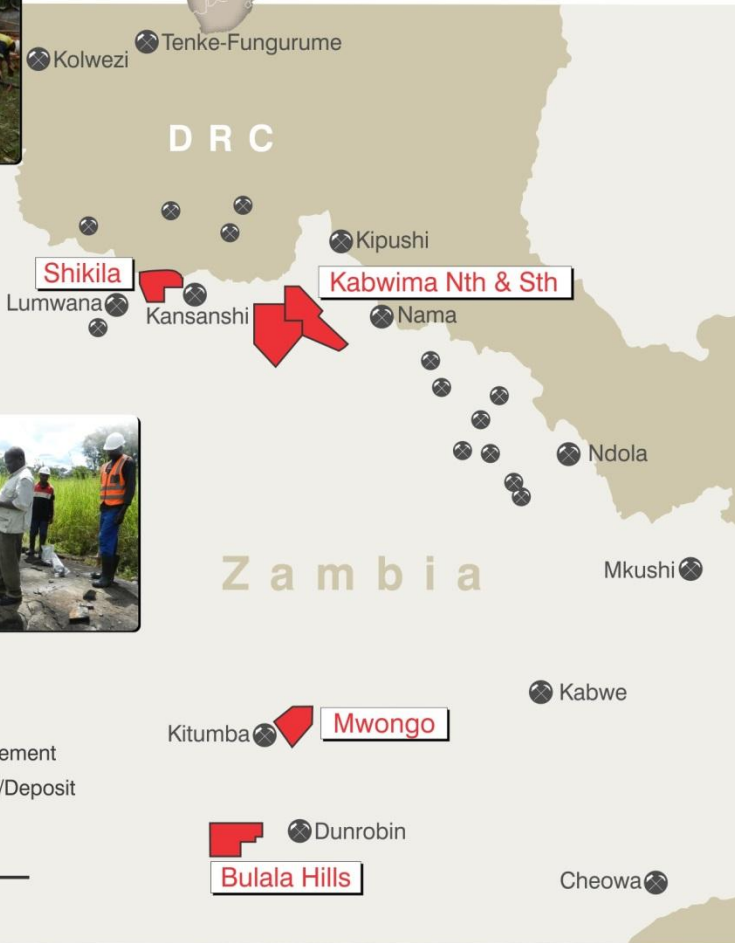 Tenke-Fungurume
Kolwezi
D R C
Kipushi
Shikila
Kabwima Nth & Sth
Lumwana
Kansanshi
Nama
Ndola
Zambia
Mkushi
Kabwe
Kitumba
Mwongo
ement
/Deposit
Dunrobin
Bulala Hills
Cheowa